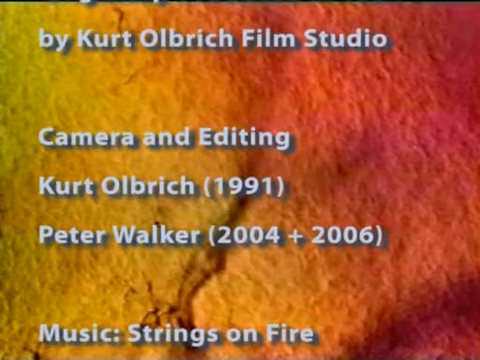 by Kurt Olbrich Film Studio
Camera and Editing
Kurt Olbrich (1991)
Peter Walker (2004 + 2006)
Music: Strings on Fire